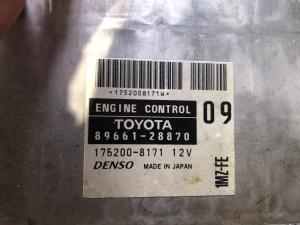 *1752008171W*
ENGINE CONTROL 09
TOYOTA
89661-28870
175200-8171 12V
DENSO MADE IN JAPAN
1MZ-FE